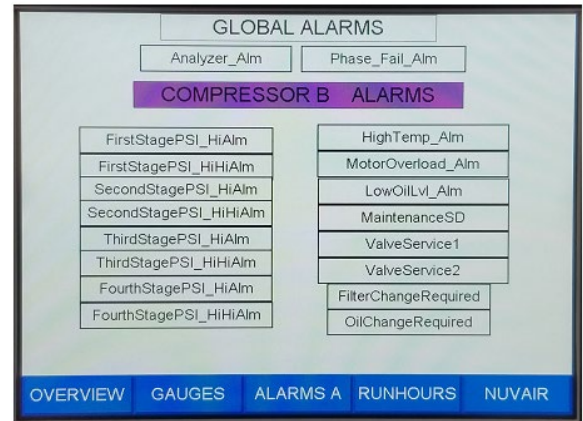 GLOBAL ALARMS
Analyzer_Alm
Phase_Fail_Alm
COMPRESSOR B ALARMS
FirstStagePSI_HiAlm
FirstStagePSI_HiHiAlm
SecondStagePSI_HiAlm
SecondStagePSI_HiHiAlm
ThirdStagePSI_HiAlm
ThirdStagePSI_HiHiAlm
FourthStagePSI_HiAlm
FourthStagePSI_HiHiAlm
HighTemp_Alm
MotorOverload_Alm
LowOilLvl_Alm
MaintenanceSD
ValveService1
ValveService2
FilterChangeRequired
OilChangeRequired
OVERVIEW
GAUGES
ALARMS A
RUNHOURS
NUVAIR